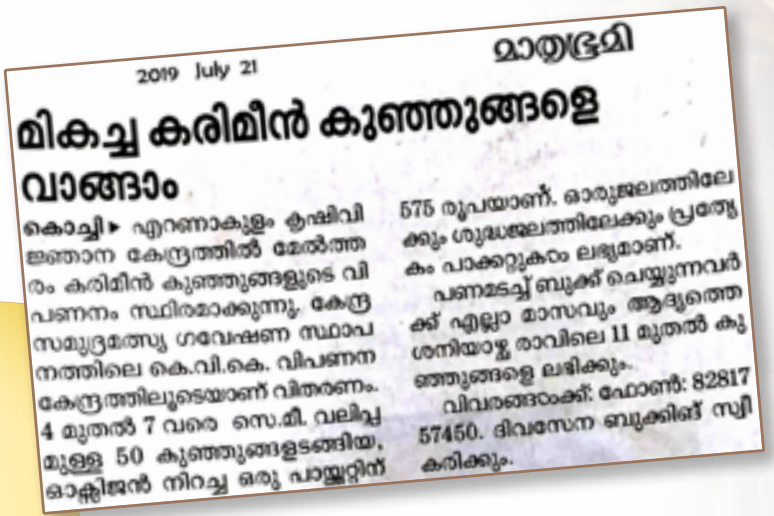 2019 July 21
മാതൃഭൂമി
മികച്ച കരിമീൻ കുഞ്ഞുങ്ങളെ
വാങ്ങാം
കൊച്ചി ▸ എറണാകുളം കൃഷിവി
ജ്ഞാന കേന്ദ്രത്തിൽ മേൽത്ത
രം കരിമീൻ കുഞ്ഞുങ്ങളുടെ വി
പണനം സ്ഥിരമാക്കുന്നു. കേന്ദ്ര
സമുദ്രമത്സ്യ ഗവേഷണ സ്ഥാപ
നത്തിലെ കെ.വി.കെ. വിപണന
കേന്ദ്രത്തിലൂടെയാണ് വിതരണം.
4 മുതൽ 7 വരെ സെ.മീ. വലിപ്പ
മുള്ള 50 കുഞ്ഞുങ്ങളടങ്ങിയ,
ഓക്സിജൻ നിറച്ച ഒരു പായ്ക്കറ്റിന്
575 രൂപയാണ്. ഓരുജലത്തിലേ
ക്കും ശുദ്ധജലത്തിലേക്കും പ്രത്യേ
കം പാക്കറ്റുകൾ ലഭ്യമാണ്.
പണമടച്ച് ബുക്ക് ചെയ്യുന്നവർ
ക്ക് എല്ലാ മാസവും ആദ്യത്തെ
ശനിയാഴ്ച രാവിലെ 11 മുതൽ കു
ഞ്ഞുങ്ങളെ ലഭിക്കും.
വിവരങ്ങൾക്ക്: ഫോൺ: 82817
57450. ദിവസേന ബുക്കിങ് സ്വീ
കരിക്കും.